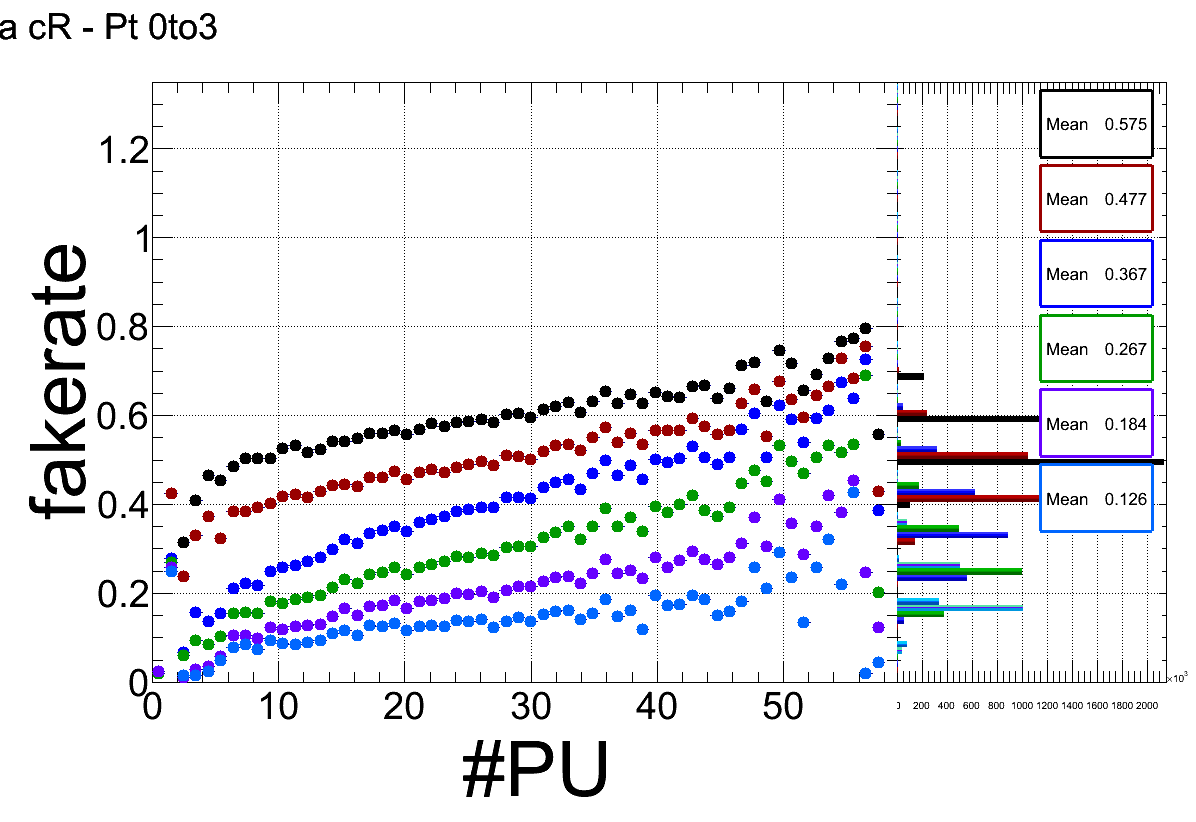 a cR - Pt 0to3
Mean 0.575
Mean 0.477
Mean 0.367
Mean 0.267
Mean 0.184
Mean 0.126
1.2
1
0.8
0.6
0.4
0.2
0
fakerate
0 10 20 30 40 50
#PU
200 400 600 800 1000 1200 1400 1600 1800 2000
×10³